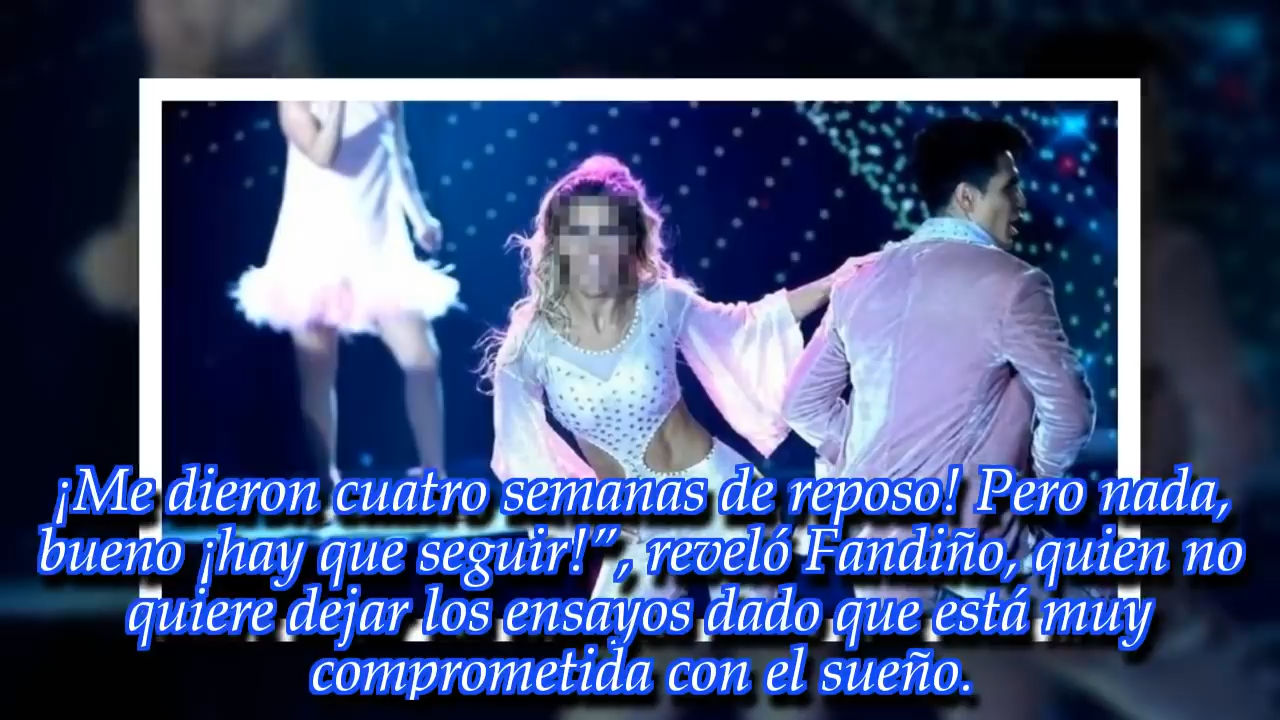 ¡Me dieron cuatro semanas de reposo! Pero nada,
bueno ¡hay que seguir!”, reveló Fandiño, quien no
quiere dejar los ensayos dado que está muy
comprometida con el sueño.